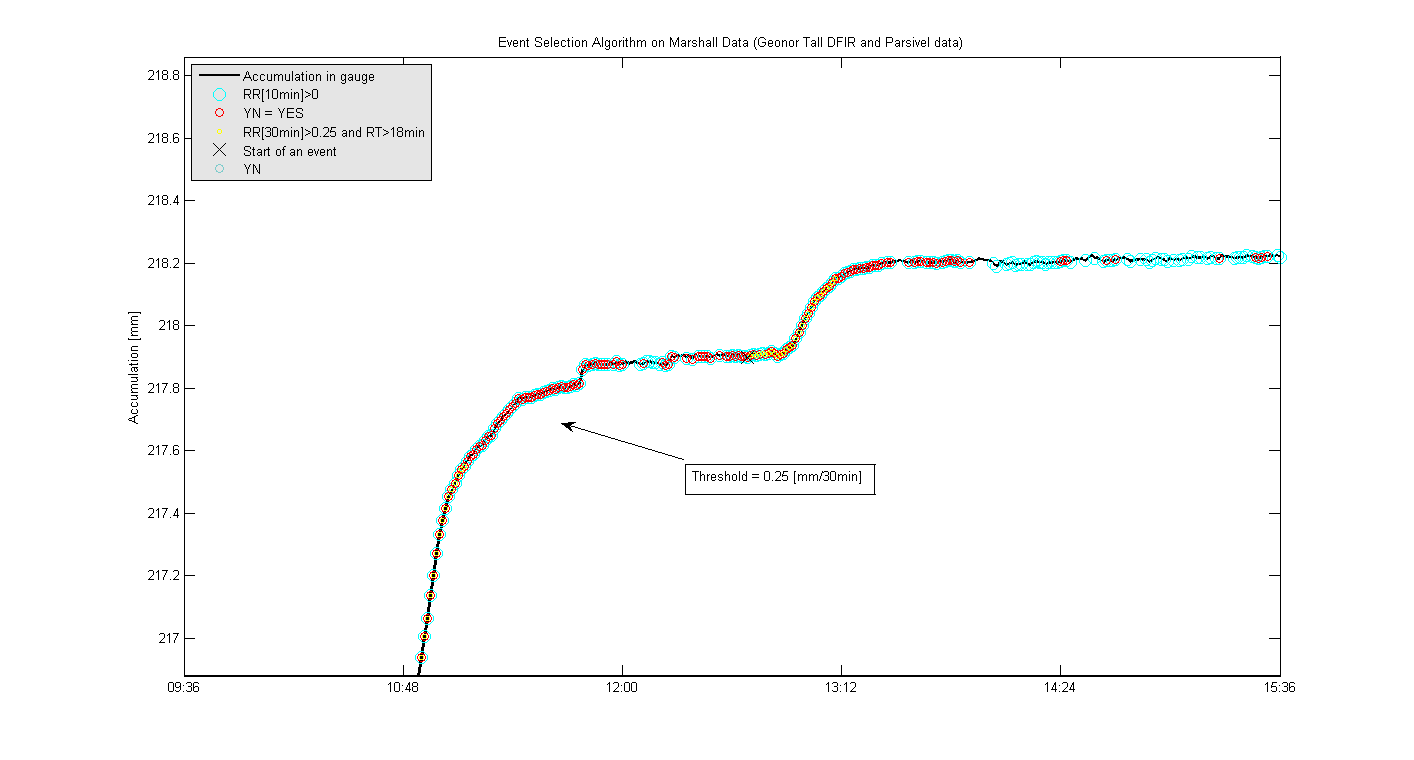 Event Selection Algorithm on Marshall Data (Geonor Tall DFIR and Parsivel data)
Accumulation in gauge
RR[10min]>0
YN = YES
RR[30min]>0.25 and RT>18min
Start of an event
YN
Accumulation [mm]
218.8
218.6
218.4
218.2
218
217.8
217.6
217.4
217.2
217
Threshold = 0.25 [mm/30min]
09:36 10:48 12:00 13:12 14:24 15:36